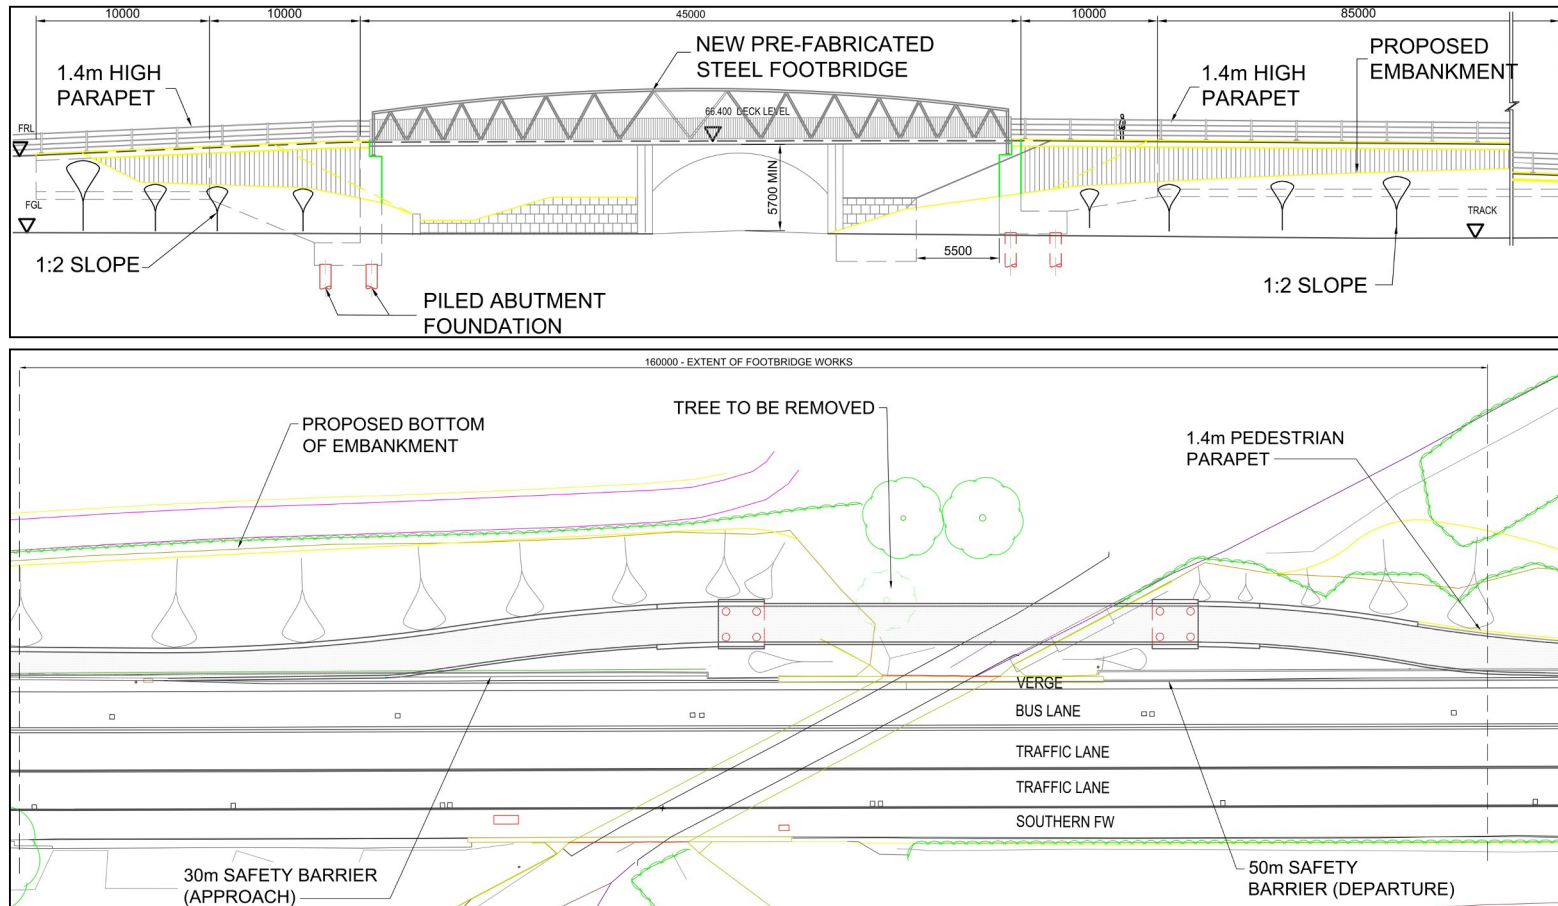 10000
10000
45000
10000
85000
NEW PRE-FABRICATED
STEEL FOOTBRIDGE
PROPOSED
EMBANKMENT
1.4m HIGH
PARAPET
1.4m HIGH
PARAPET
66.400 DECK LEVEL
FRL
5700 MIN
FGL
TRACK
5500
1:2 SLOPE
1:2 SLOPE
PILED ABUTMENT
FOUNDATION
160000 - EXTENT OF FOOTBRIDGE WORKS
TREE TO BE REMOVED
PROPOSED BOTTOM
OF EMBANKMENT
1.4m PEDESTRIAN
PARAPET
VERGE
BUS LANE
TRAFFIC LANE
TRAFFIC LANE
SOUTHERN FW
30m SAFETY BARRIER
(APPROACH)
50m SAFETY
BARRIER (DEPARTURE)